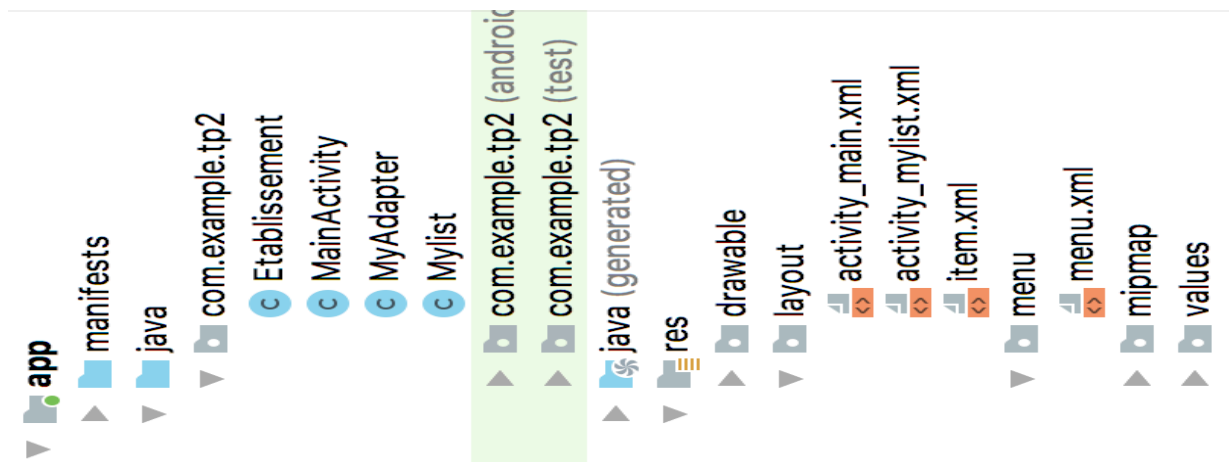 app
manifests
java
com.example.tp2
C Etablissement
C MainActivity
C MyAdapter
C Mylist
com.example.tp2 (androi
com.example.tp2 (test)
java (generated)
res
drawable
layout
activity_main.xml
activity_mylist.xml
item.xml
menu
menu.xml
mipmap
values